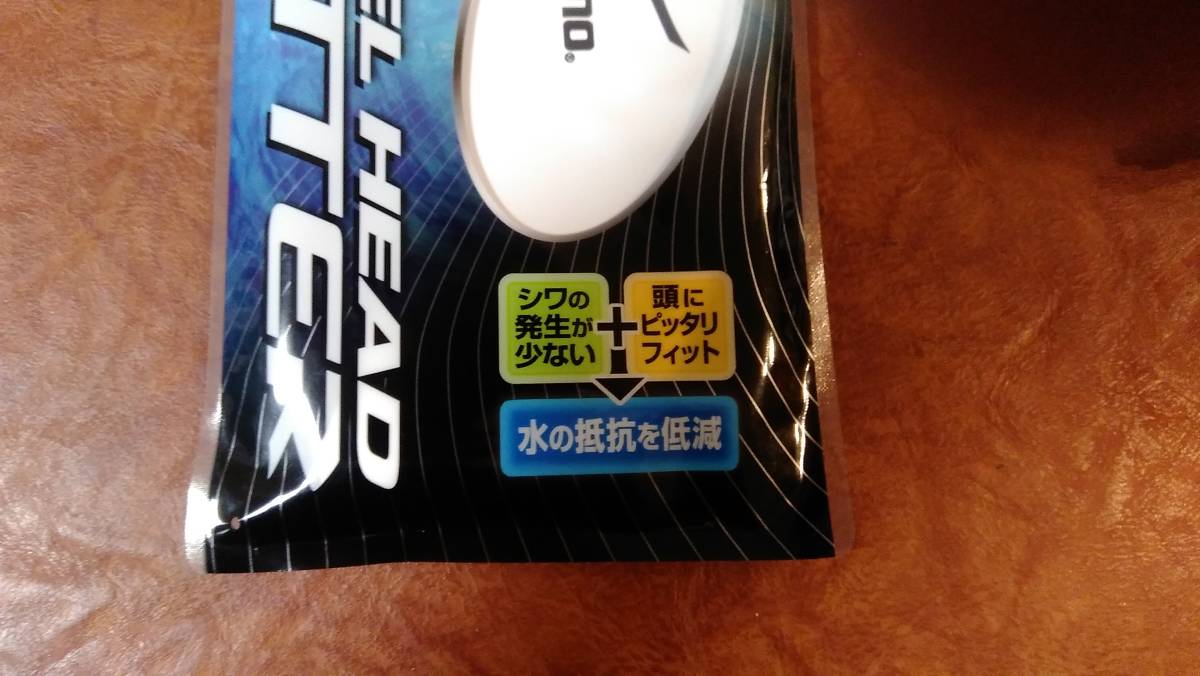 EL HEAD
TTER
no.®
シワの
発生が
少ない
+
頭に
ピッタリ
フィット
水の抵抗を低減